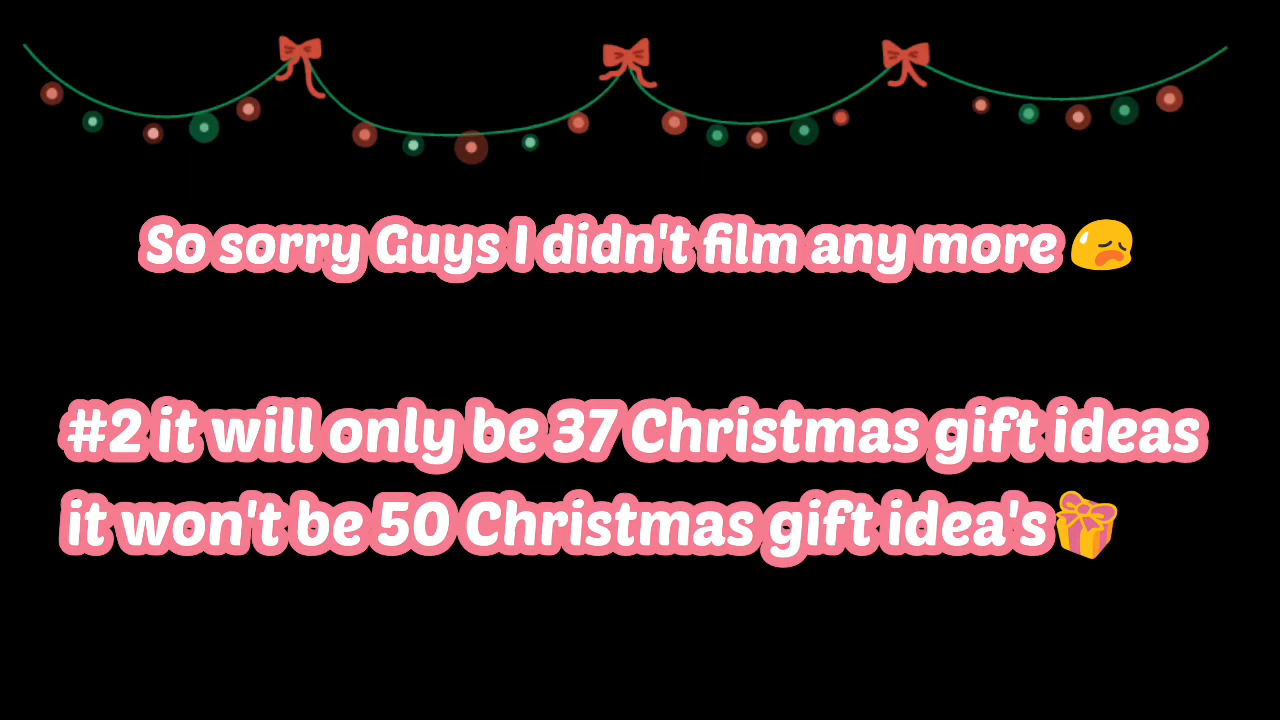 So sorry Guys I didn't film any more 😥
#2 it will only be 37 Christmas gift ideas
it won't be 50 Christmas gift idea's 🎁